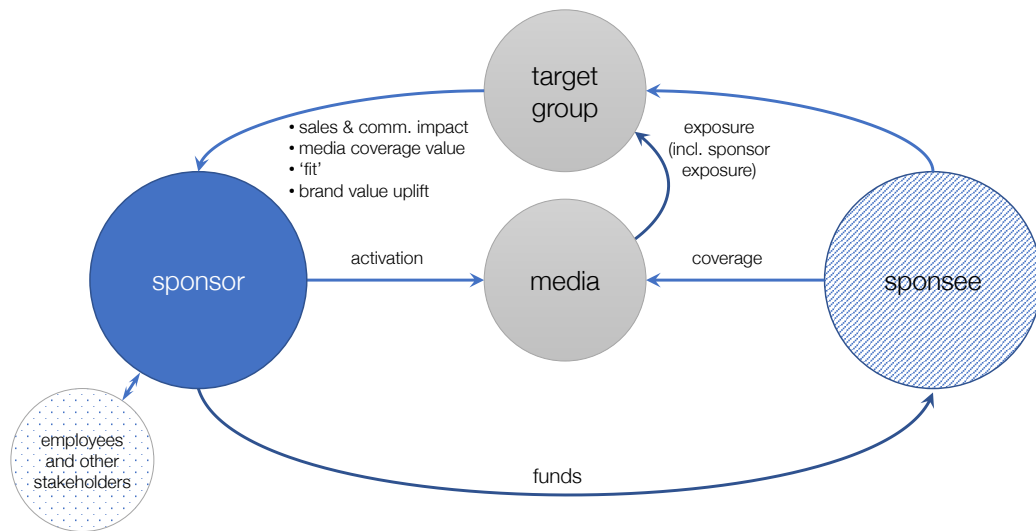 target
group
• sales & comm. impact
• media coverage value
• ‘fit’
• brand value uplift
exposure
(incl. sponsor
exposure)
sponsor
activation
media
coverage
sponsee
employees
and other
stakeholders
funds